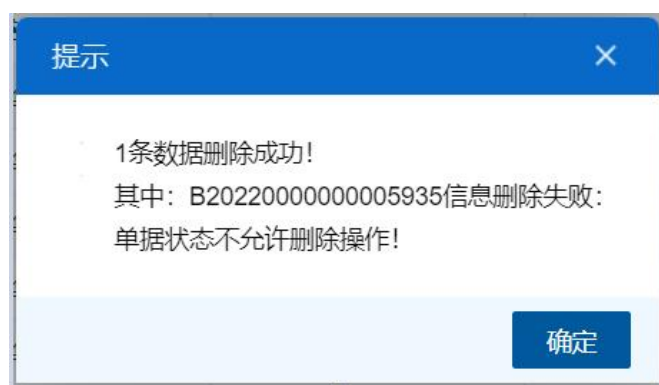 提示
1条数据删除成功！
其中：B20220000000005935信息删除失败：
单据状态不允许删除操作！
确定